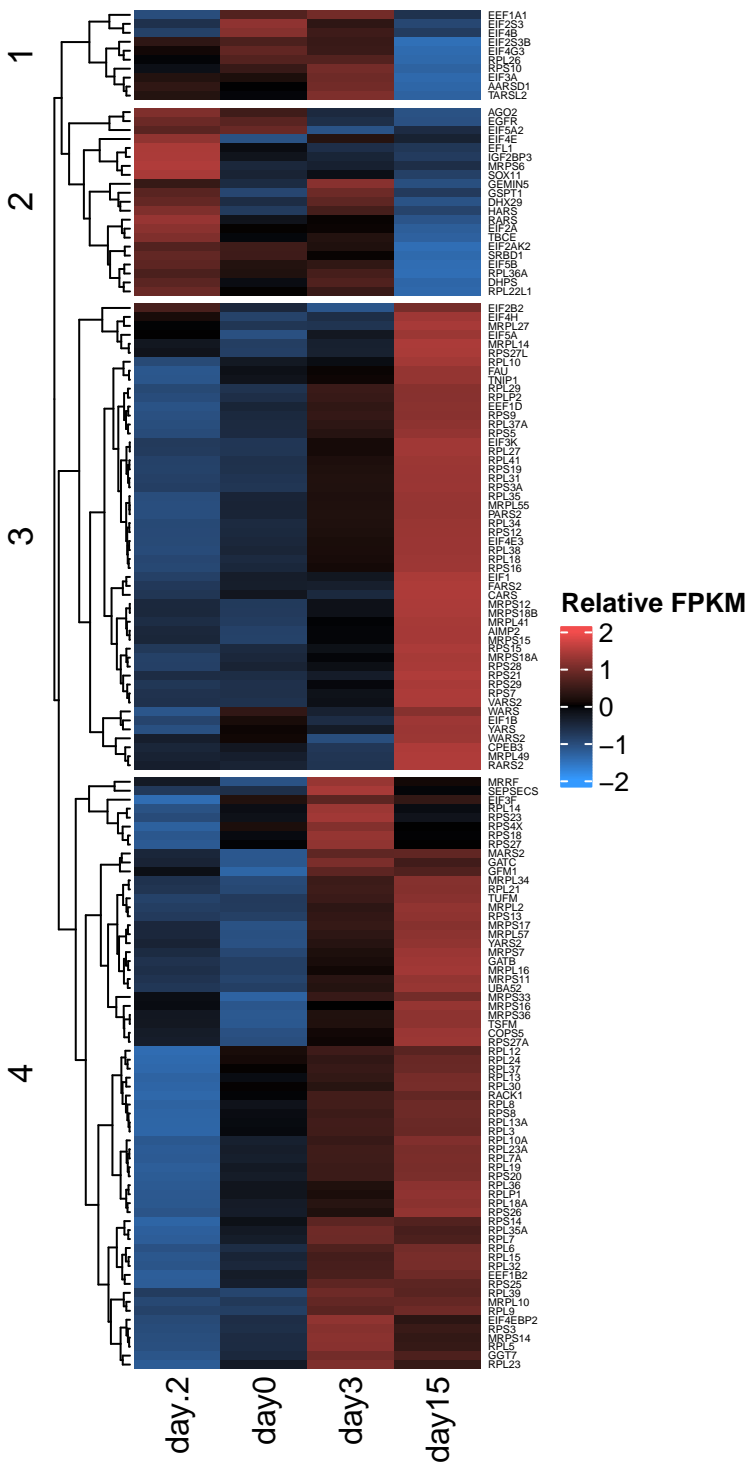 1
EEF1A1
EIF2S3
EIF4B
EIF2S3B
EIF4G3
RPL26
RPS10
EIF3A
AARSD1
TARSL2
2
AGO2
EGFR
EIF5A2
EIF4E
EFL1
IGF2BP3
MRPS6
SOX11
GEMIN5
GSPT1
DHX29
HARS
RARS
EIF2A
TBCE
EIF2AK2
SRBD1
EIF5B
RPL36A
DHPS
RPL22L1
3
EIF2B2
EIF4H
MRPL27
EIF5A
MRPL14
RPS27L
RPL10
FAU
TNIP1
RPL29
RPLP2
EEF1D
RPS9
RPL37A
RPS5
EIF3K
RPL27
RPL41
RPS19
RPL31
RPS3A
RPL35
MRPL55
PARS2
RPL34
RPS12
EIF4E3
RPL38
RPL18
RPS16
EIF1
FARS2
CARS
MRPS12
MRPS18B
MRPL41
AIMP2
MRPS15
RPS15
MRPS18A
RPS28
RPS21
RPS29
RPS7
VARS2
WARS
EIF1B
YARS
WARS2
CPEB3
MRPL49
RARS2
4
MRRF
SEPSECS
EIF3F
RPL14
RPS23
RPS4X
RPS18
RPS27
MARS2
GATC
GFM1
MRPL34
RPL21
TUFM
MRPL2
RPS13
MRPS17
MRPL57
YARS2
MRPS7
GATB
MRPL16
MRPS11
UBA52
MRPS33
MRPS16
MRPS36
TSFM
COPS5
RPS27A
RPL12
RPL24
RPL37
RPL13
RPL30
RACK1
RPL8
RPS8
RPL13A
RPL3
RPL10A
RPL23A
RPL7A
RPL19
RPS20
RPL36
RPLP1
RPL18A
RPS26
RPS14
RPL35A
RPL7
RPL6
RPL15
RPL32
EEF1B2
RPS25
RPL39
MRPL10
RPL9
EIF4EBP2
RPS3
MRPS14
RPL5
GGT7
RPL23
day.2
day0
day3
day15
Relative FPKM
2
1
0
−1
−2